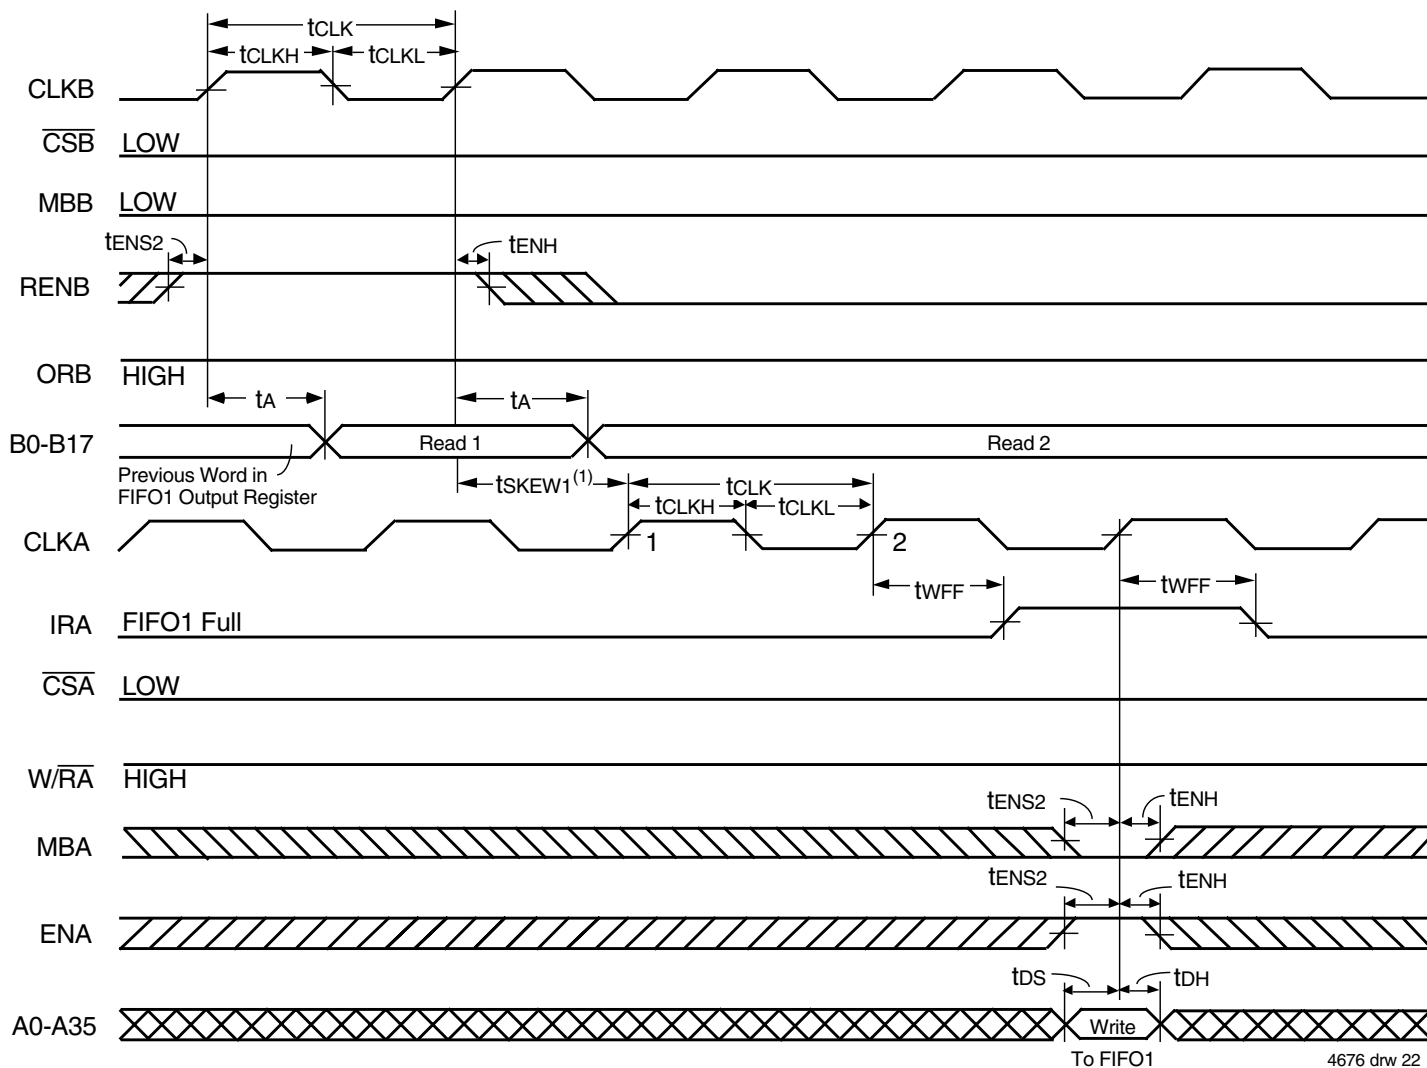 tCLK
tCLKH tCLKL
CLKB
CSB LOW
MBB LOW
tENS2 tENH
RENB
ORB HIGH
tA tA
B0-B17 Read 1 Read 2
Previous Word in
FIFO1 Output Register
tSKEW1(1) tCLK
tCLKH tCLKL
CLKA 1 2
tWFF tWFF
IRA FIFO1 Full
CSA LOW
W/RA HIGH
tENS2 tENH
MBA
tENS2 tENH
ENA
tDS tDH
A0-A35 Write
To FIFO1
4676 drw 22